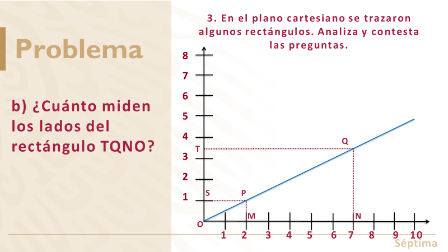 Problema
b) ¿Cuánto miden
los lados del
rectángulo TQNO?
3. En el plano cartesiano se trazaron
algunos rectángulos. Analiza y contesta
las preguntas.
8
7
6
5
4
T
Q
3
2
S
P
1
O
M
N
1 2 3 4 5 6 7 8 9 10
Séptima